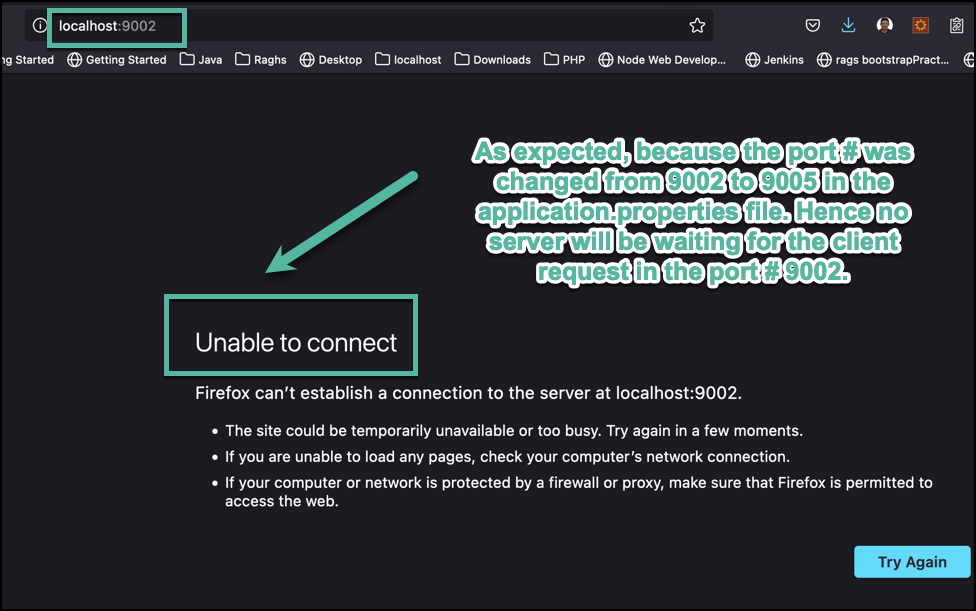 localhost:9002
ng Started Getting Started Java Raghs Desktop localhost Downloads PHP Node Web Develop... Jenkins rags bootstrapPract...
As expected, because the port # was
changed from 9002 to 9005 in the
application.properties file. Hence no
server will be waiting for the client
request in the port # 9002.
Unable to connect
Firefox can’t establish a connection to the server at localhost:9002.
• The site could be temporarily unavailable or too busy. Try again in a few moments.
• If you are unable to load any pages, check your computer’s network connection.
• If your computer or network is protected by a firewall or proxy, make sure that Firefox is permitted to
access the web.
Try Again